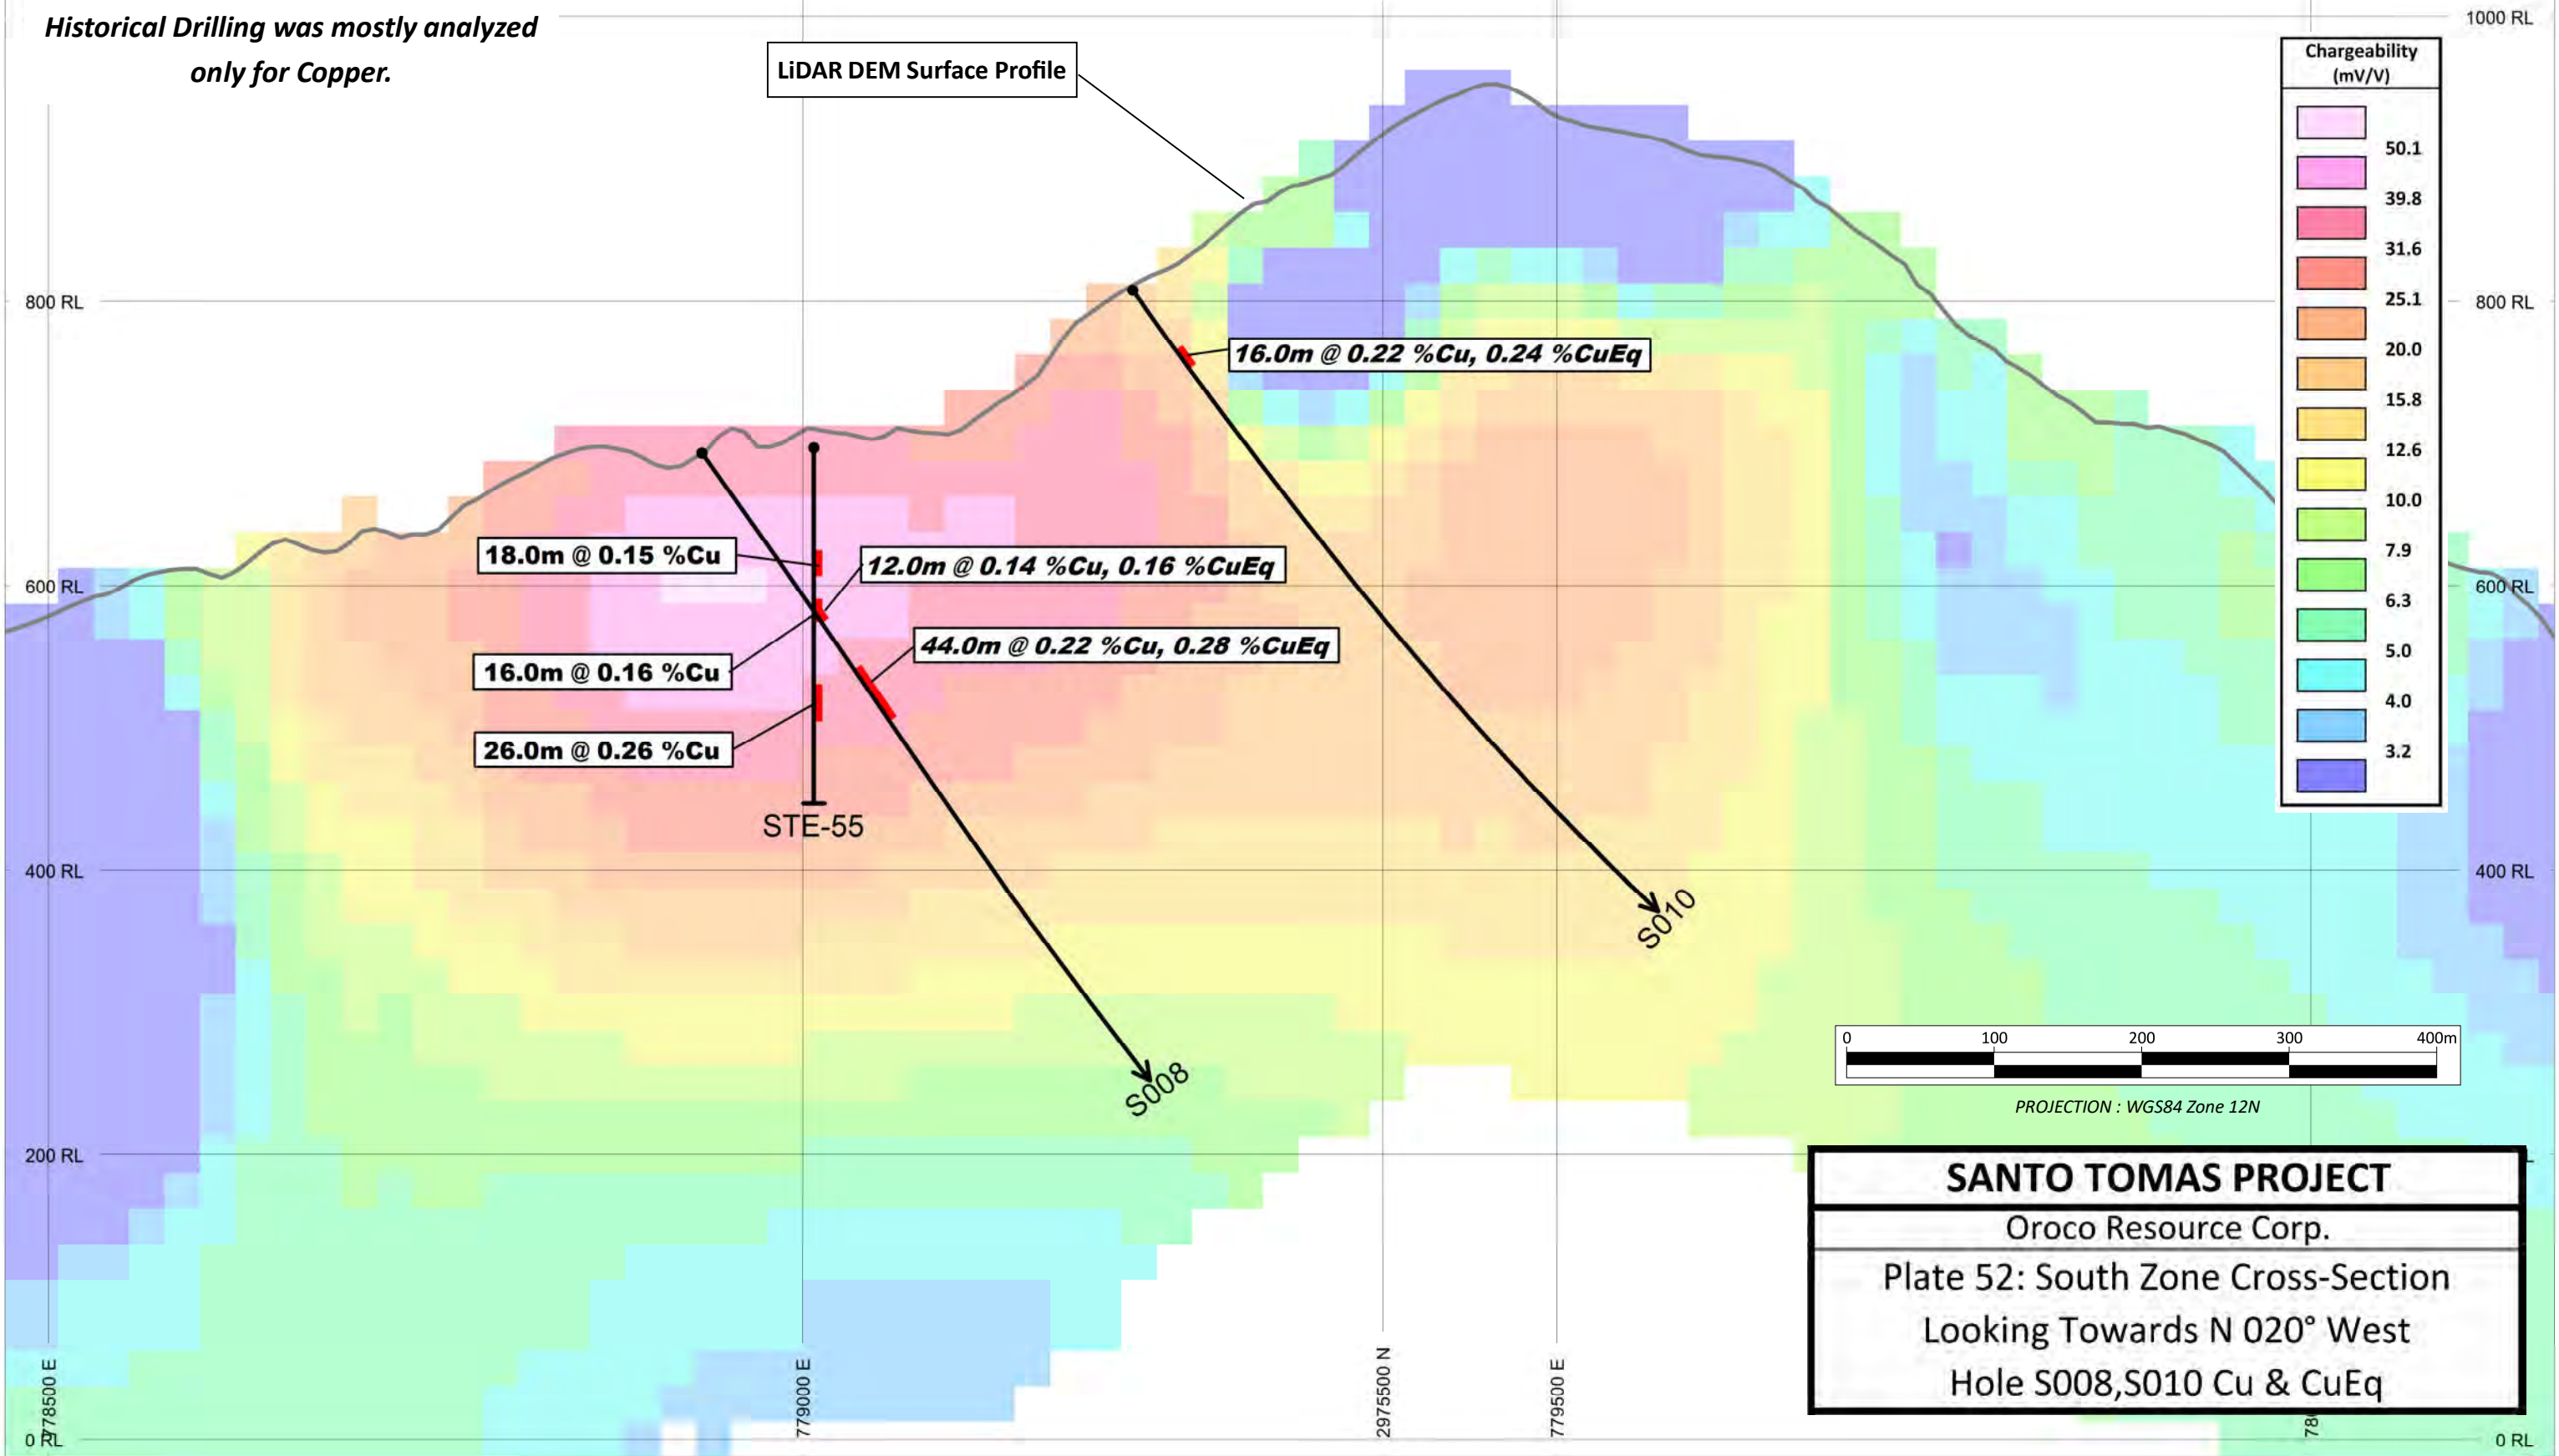 Historical Drilling was mostly analyzed
only for Copper.
LiDAR DEM Surface Profile
1000 RL
Chargeability
(mV/V)
50.1
39.8
31.6
25.1
20.0
15.8
12.6
10.0
7.9
6.3
5.0
4.0
3.2
800 RL
800 RL
16.0m @ 0.22 %Cu, 0.24 %CuEq
18.0m @ 0.15 %Cu
12.0m @ 0.14 %Cu, 0.16 %CuEq
600 RL
600 RL
44.0m @ 0.22 %Cu, 0.28 %CuEq
16.0m @ 0.16 %Cu
26.0m @ 0.26 %Cu
STE-55
400 RL
400 RL
S010
S008
0 100 200 300 400m
PROJECTION : WGS84 Zone 12N
200 RL
SANTO TOMAS PROJECT
Oroco Resource Corp.
Plate 52: South Zone Cross-Section
Looking Towards N 020° West
Hole S008,S010 Cu & CuEq
778500 E
779000 E
2975500 N
779500 E
0 RL
0 RL